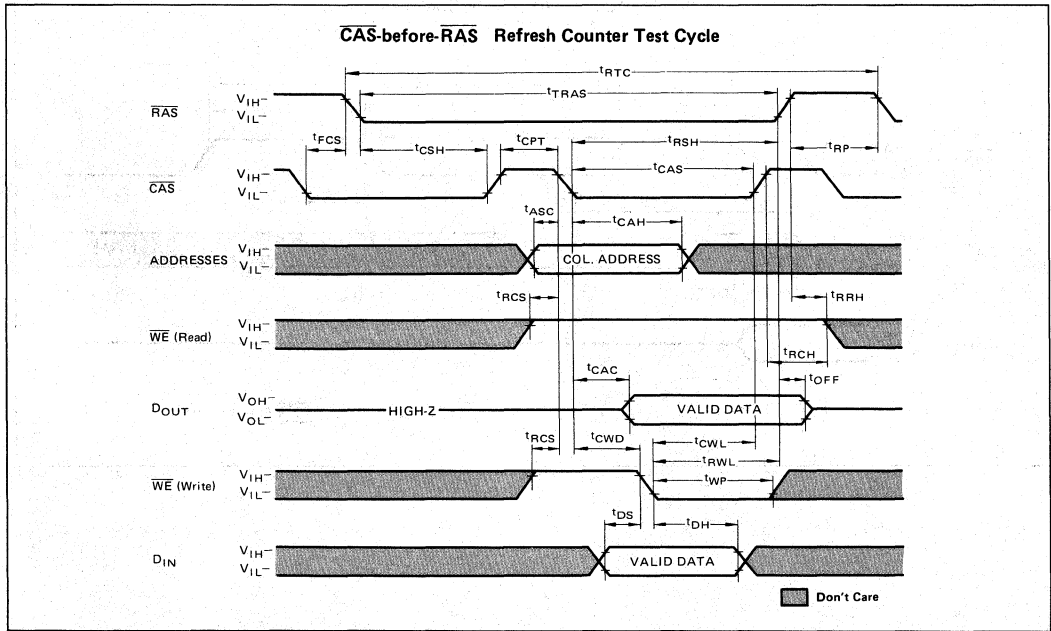 CAS-before-RAS Refresh Counter Test Cycle
tRTC
tTRAS
RAS
VIH-
VIL-
tFCS
tCSH
tCPT
tRSH
tRP
CAS
VIH-
VIL-
tCAS
tASC
tCAH
ADDRESSES
VIH-
VIL-
COL. ADDRESS
tRCS
tRRH
WE (Read)
VIH-
VIL-
tRCH
tCAC
tOFF
DOUT
VOH-
VOL-
HIGH-Z
VALID DATA
tRCS
tCWD
tCWL
tRWL
WE (Write)
VIH-
VIL-
tWP
tDS
tDH
DIN
VIH-
VIL-
VALID DATA
Don't Care